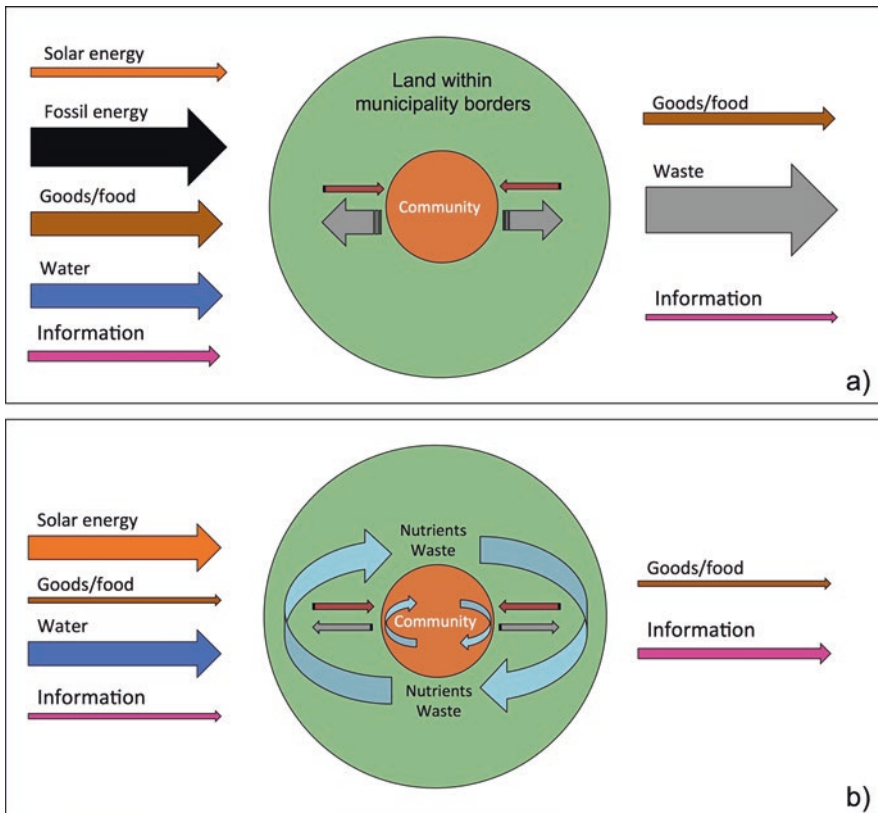 Solar energy
Fossil energy
Goods/food
Water
Information
Land within
municipality borders
Community
Goods/food
Waste
Information
a)
Solar energy
Goods/food
Water
Information
Nutrients
Waste
Community
Nutrients
Waste
Goods/food
Information
b)